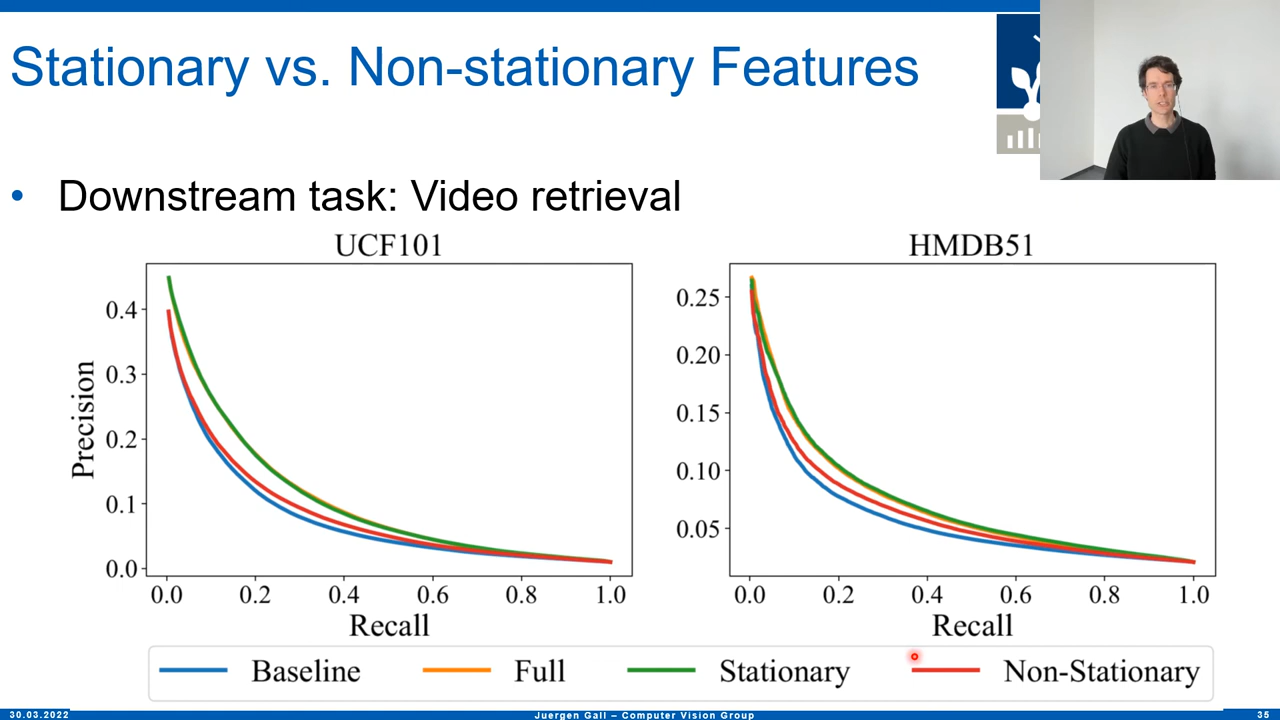 Stationary vs. Non-stationary Features
• Downstream task: Video retrieval
UCF101
HMDB51
Precision
0.4
0.3
0.2
0.1
0.0
0.0 0.2 0.4 0.6 0.8 1.0
Recall
0.25
0.20
0.15
0.10
0.05
0.0 0.2 0.4 0.6 0.8 1.0
Recall
Baseline Full Stationary Non-Stationary
30.03.2022 Juergen Gall – Computer Vision Group 35